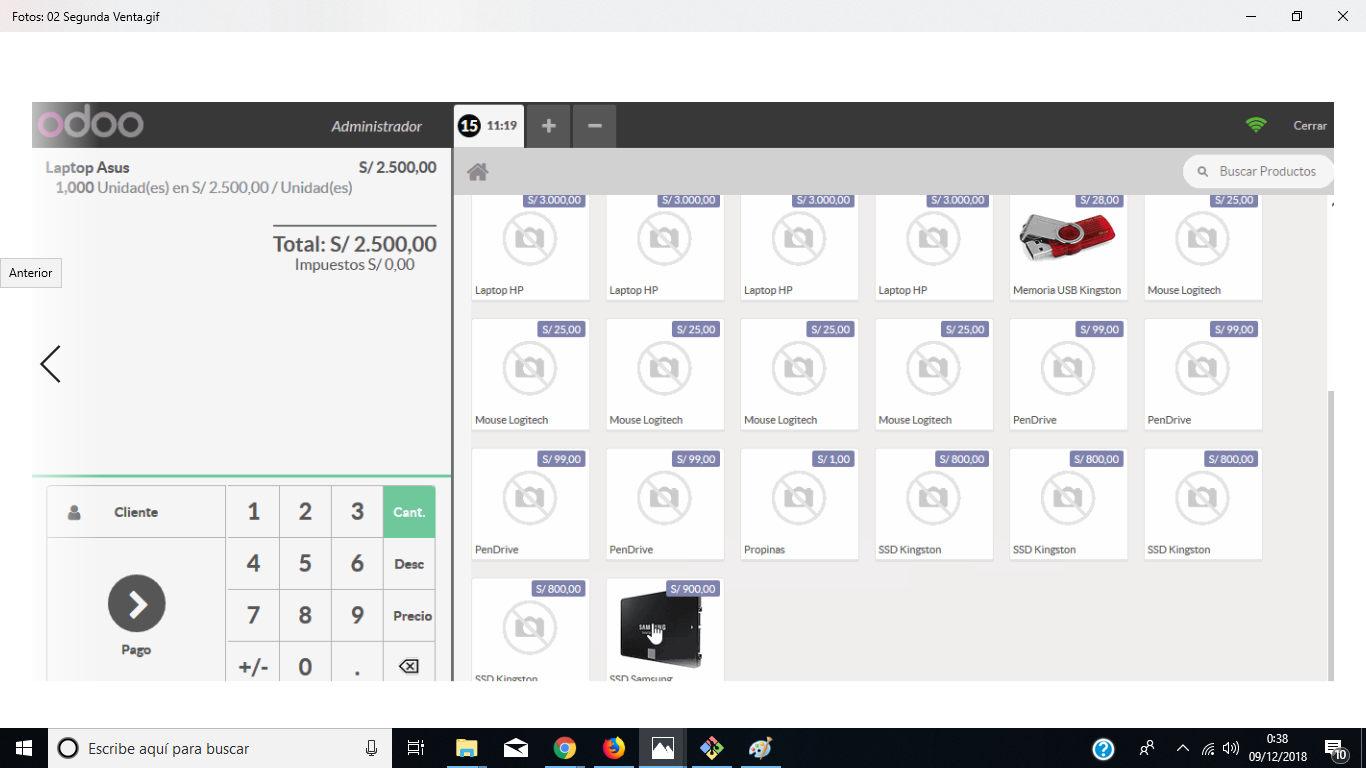 Fotos: 02 Segunda Venta.gif
odoo
Administrador
15 11:19
+
−
Cerrar
Laptop Asus S/ 2.500,00
1,000 Unidad(es) en S/ 2.500,00 / Unidad(es)
Total: S/ 2.500,00
Impuestos S/ 0,00
Anterior
Buscar Productos
S/ 3.000,00 S/ 3.000,00 S/ 3.000,00 S/ 3.000,00 S/ 28,00 S/ 25,00
Laptop HP Laptop HP Laptop HP Laptop HP Memoria USB Kingston Mouse Logitech
S/ 25,00 S/ 25,00 S/ 25,00 S/ 25,00 S/ 99,00 S/ 99,00
Mouse Logitech Mouse Logitech Mouse Logitech Mouse Logitech PenDrive PenDrive
S/ 99,00 S/ 99,00 S/ 1,00 S/ 800,00 S/ 800,00 S/ 800,00
PenDrive PenDrive Propinas SSD Kingston SSD Kingston SSD Kingston
S/ 800,00 S/ 900,00
SAMSUNG
SSD Kingston SSD Samsung
Cliente 1 2 3 Cant.
4 5 6 Desc
7 8 9 Precio
Pago
+/- 0 .
Escribe aquí para buscar
0:38
09/12/2018
10